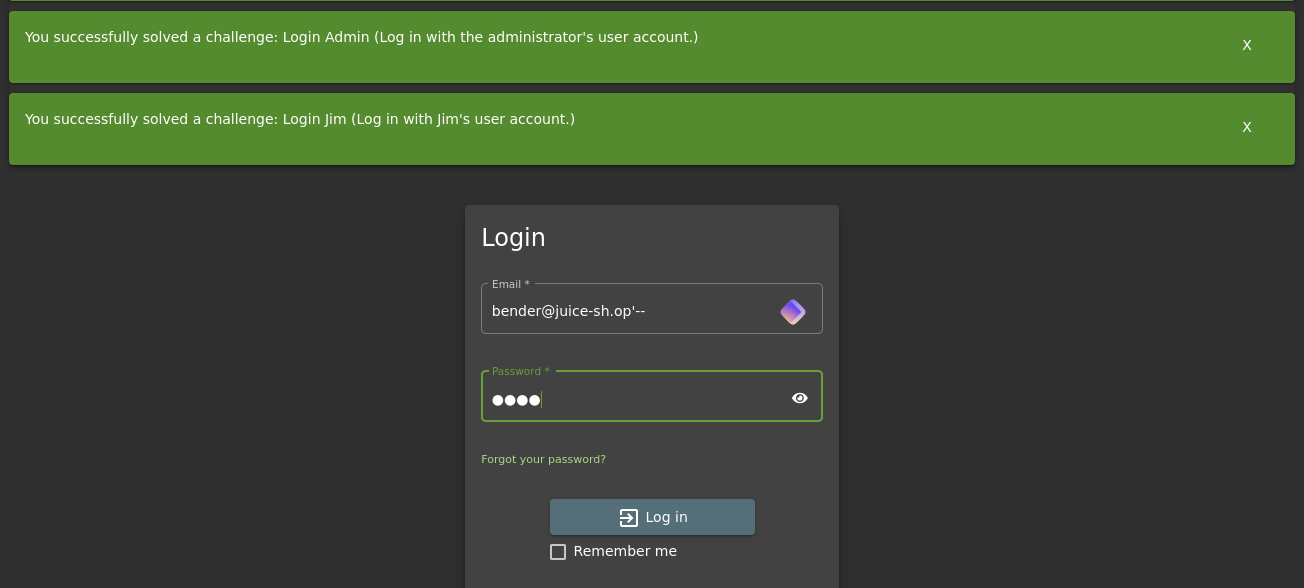 You successfully solved a challenge: Login Admin (Log in with the administrator's user account.)
X
You successfully solved a challenge: Login Jim (Log in with Jim's user account.)
X
Login
Email *
bender@juice-sh.op'--
Password *
●●●●
Forgot your password?
Log in
Remember me